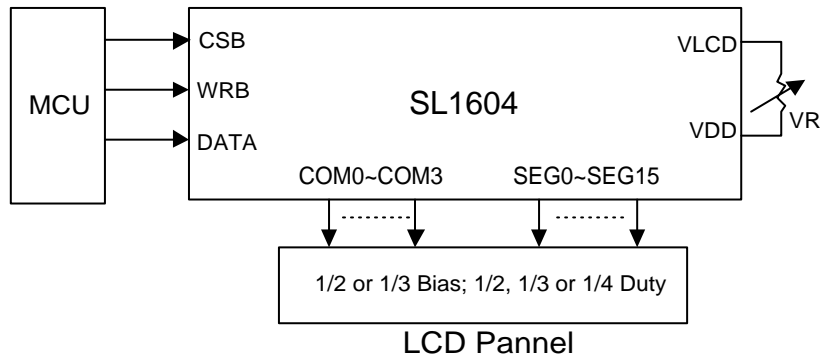 MCU
CSB
WRB
DATA
SL1604
VLCD
VDD
VR
COM0~COM3
SEG0~SEG15
1/2 or 1/3 Bias; 1/2, 1/3 or 1/4 Duty
LCD Pannel